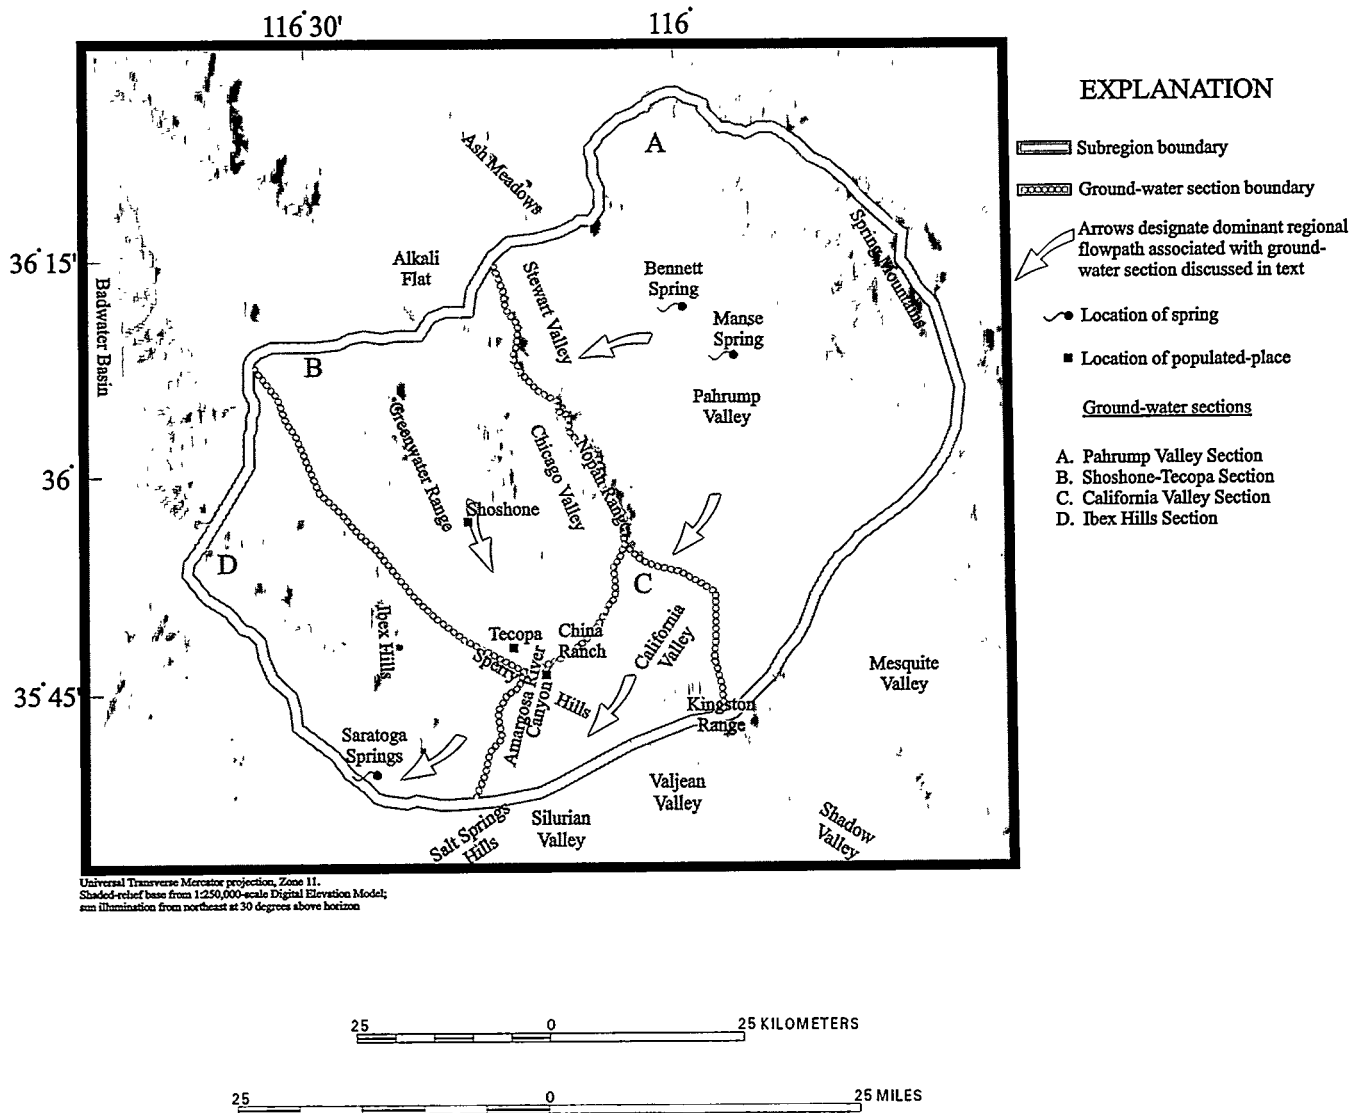 116°30'
116°
EXPLANATION
Subregion boundary
Ground-water section boundary
Arrows designate dominant regional
flowpath associated with ground-
water section discussed in text
Location of spring
Location of populated-place
Ground-water sections
A. Pahrump Valley Section
B. Shoshone-Tecopa Section
C. California Valley Section
D. Ibex Hills Section
36°15'
36°
35°45'
A
Ash Meadows
Spring Mountains
Alkali
Flat
Badwater Basin
Stewart Valley
Bennett
Spring
Manse
Spring
B
Pahrump
Valley
Greenwater Range
Chicago Valley
Nopah Range
Shoshone
D
C
Ibex Hills
Tecopa
China
Ranch
California
Valley
Sperry
Hills
Amargosa River
Canyon
Mesquite
Valley
Kingston
Range
Saratoga
Springs
Valjean
Valley
Salt Springs
Hills
Silurian
Valley
Shadow
Valley
Universal Transverse Mercator projection, Zone 11.
Shaded-relief base from 1:250,000-scale Digital Elevation Model;
sun illumination from northeast at 30 degrees above horizon
25 0 25 KILOMETERS
25 0 25 MILES